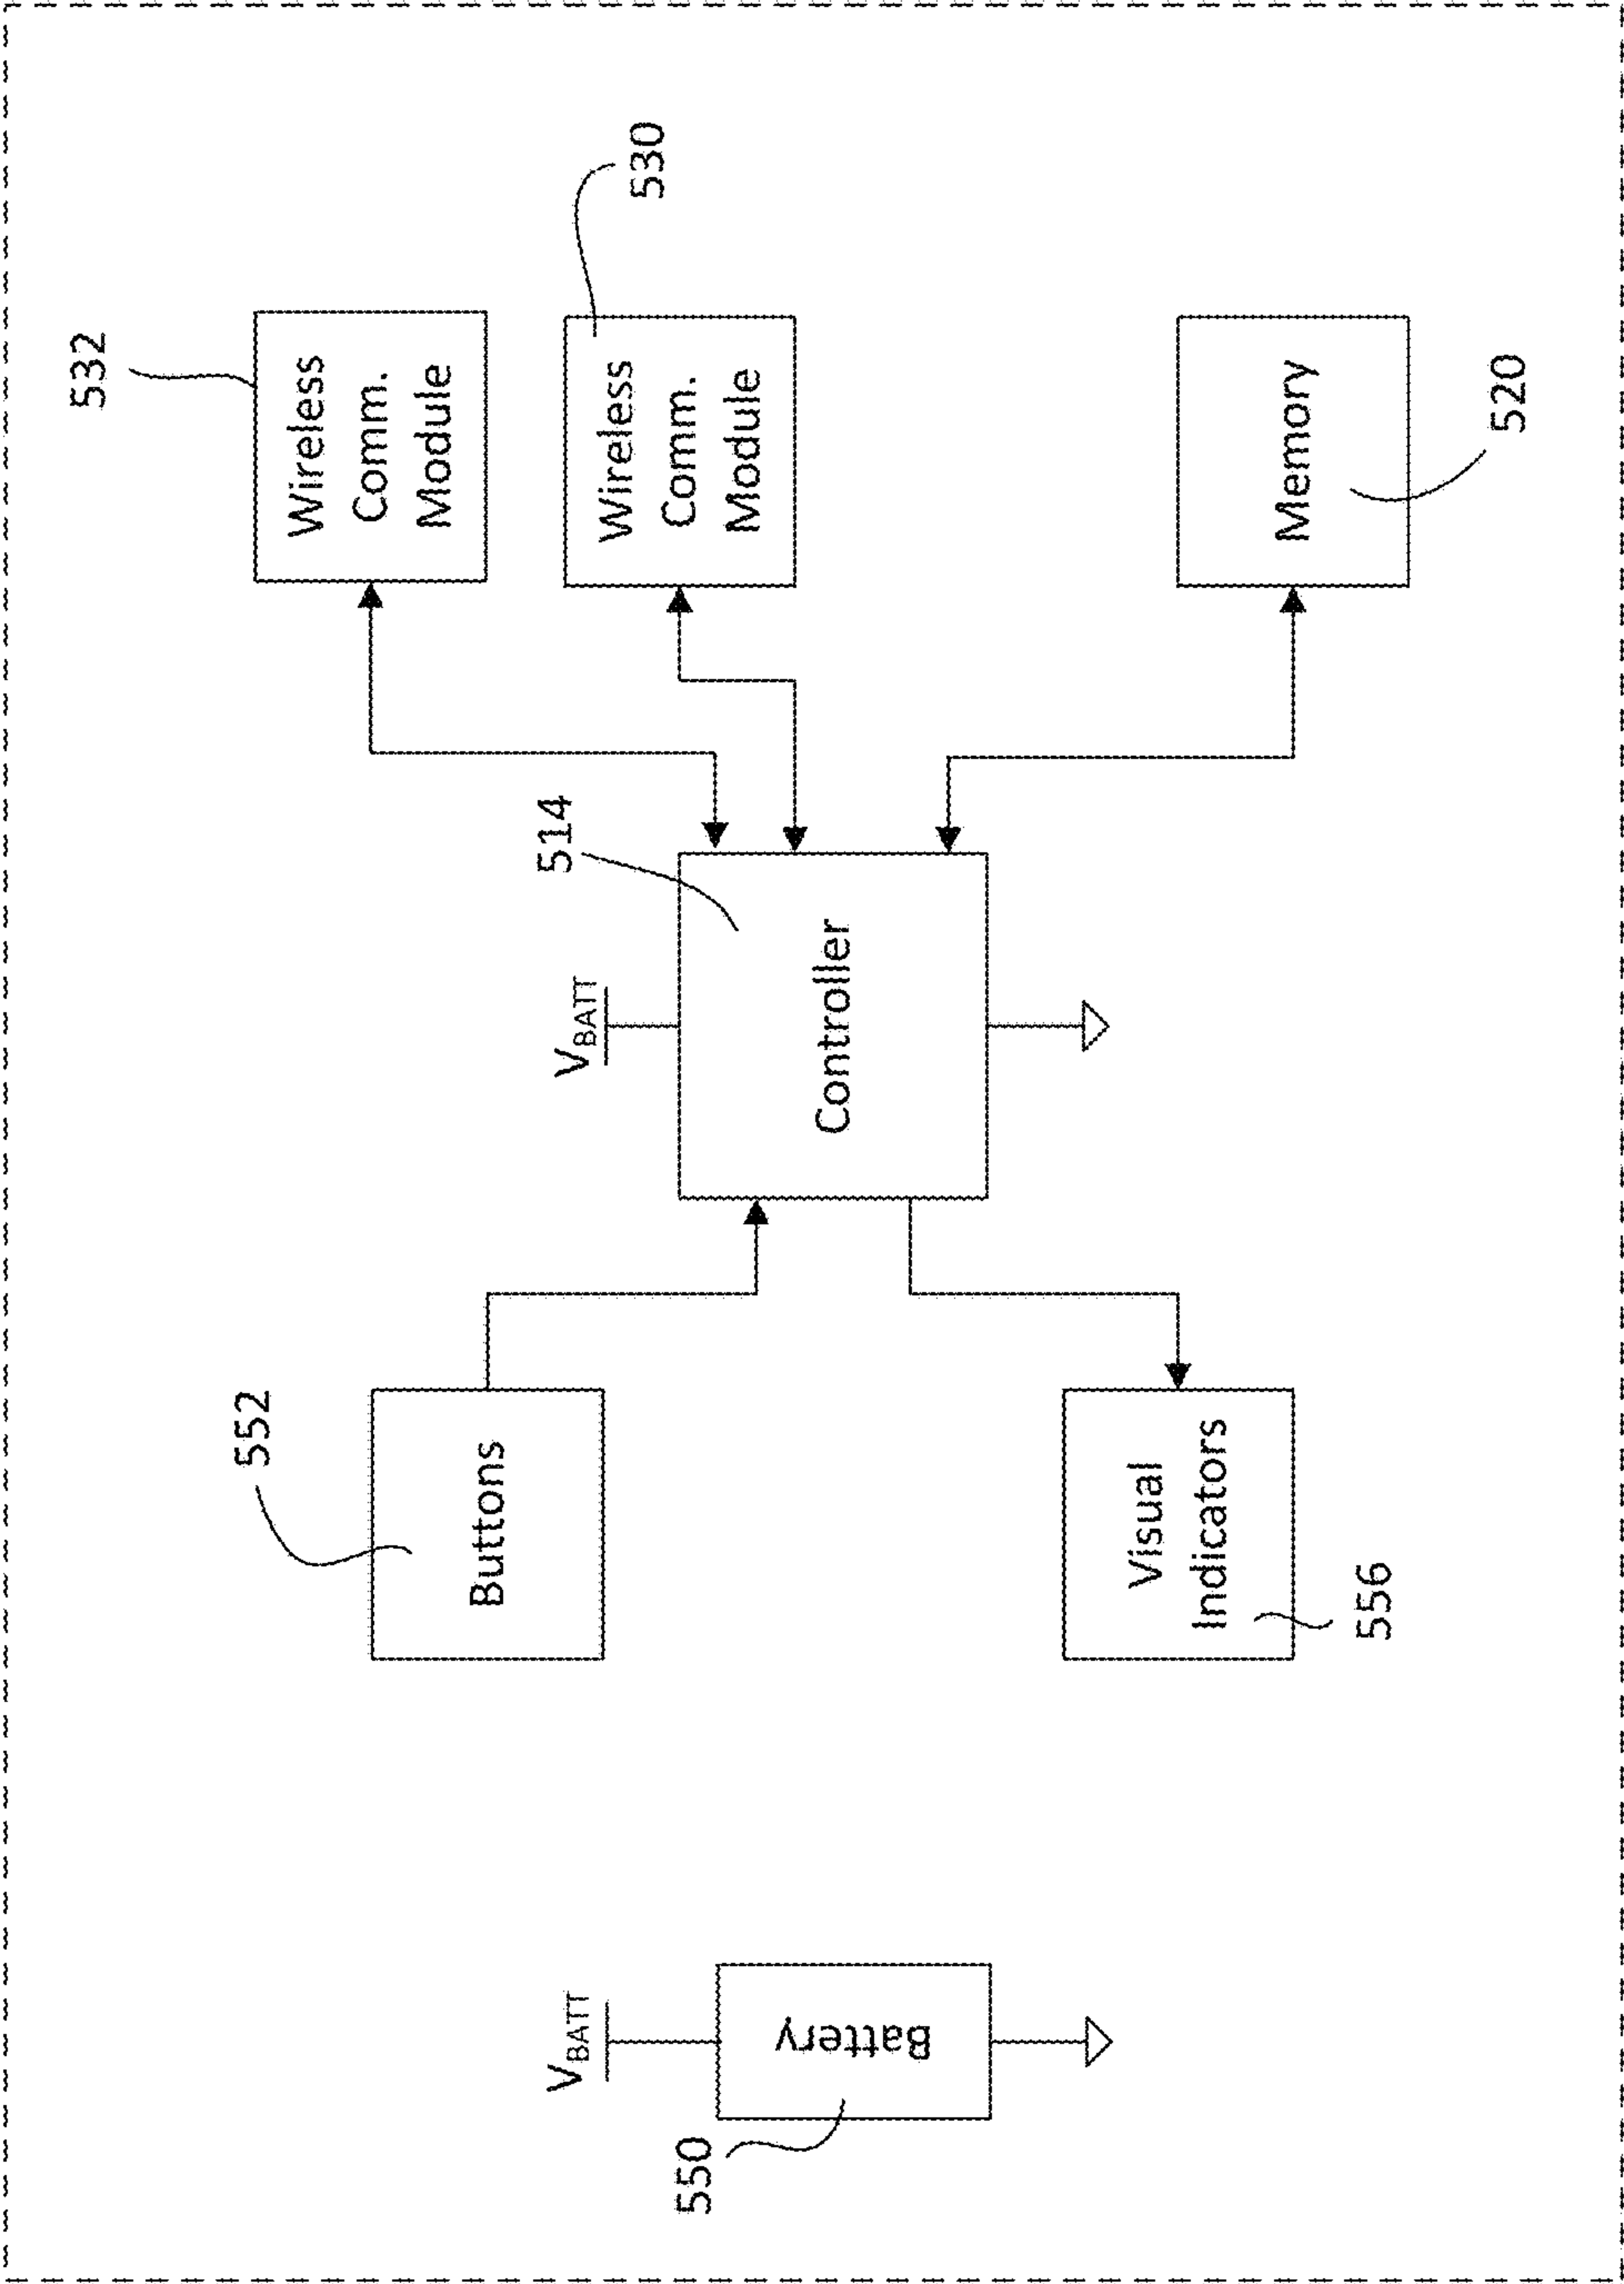 532
Wireless
Comm.
Module
530
Wireless
Comm.
Module
Memory
520
514
VBATT
Controller
552
Buttons
Visual
Indicators
556
VBATT
Battery
550